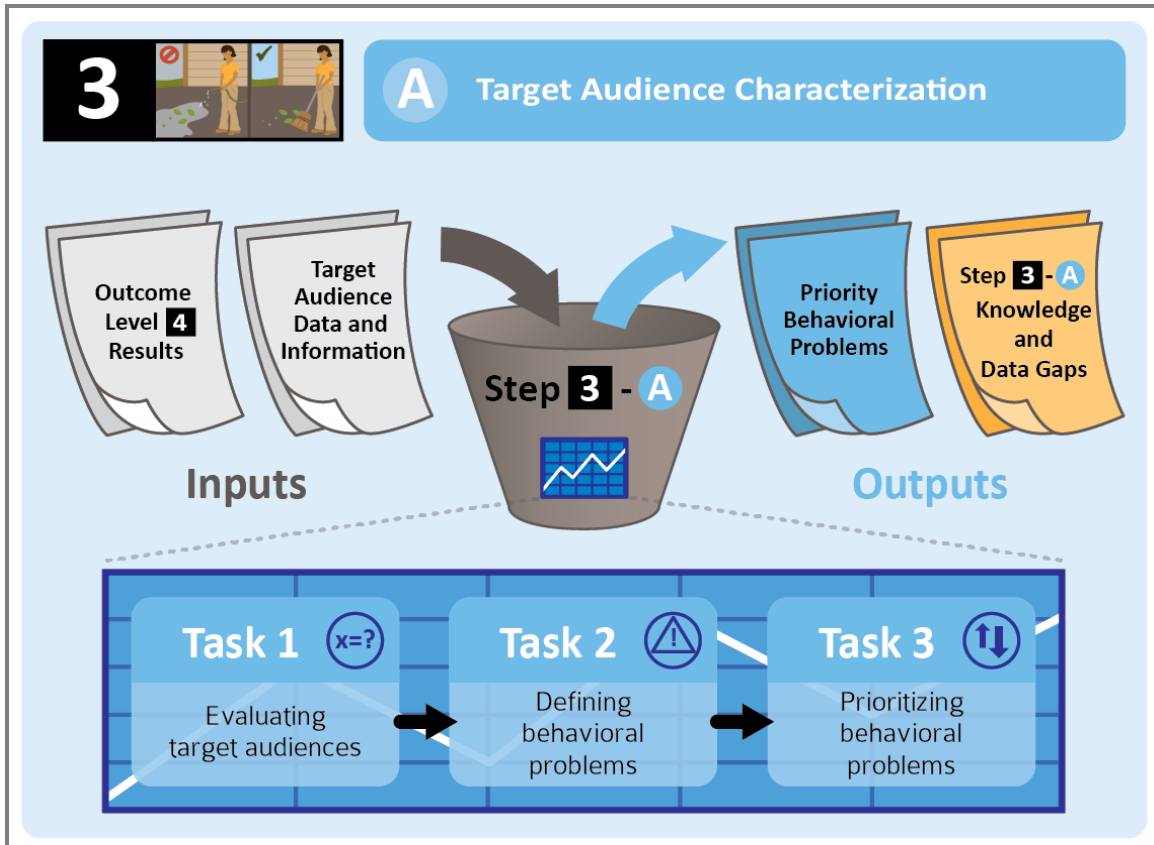 3
A Target Audience Characterization
Outcome
Level 4
Results
Target
Audience
Data and
Information
Step 3 - A
Priority
Behavioral
Problems
Step 3 - A
Knowledge
and
Data Gaps
Inputs
Outputs
Task 1
x=?
Evaluating
target audiences
Task 2
!
Defining
behavioral
problems
Task 3
Prioritizing
behavioral
problems